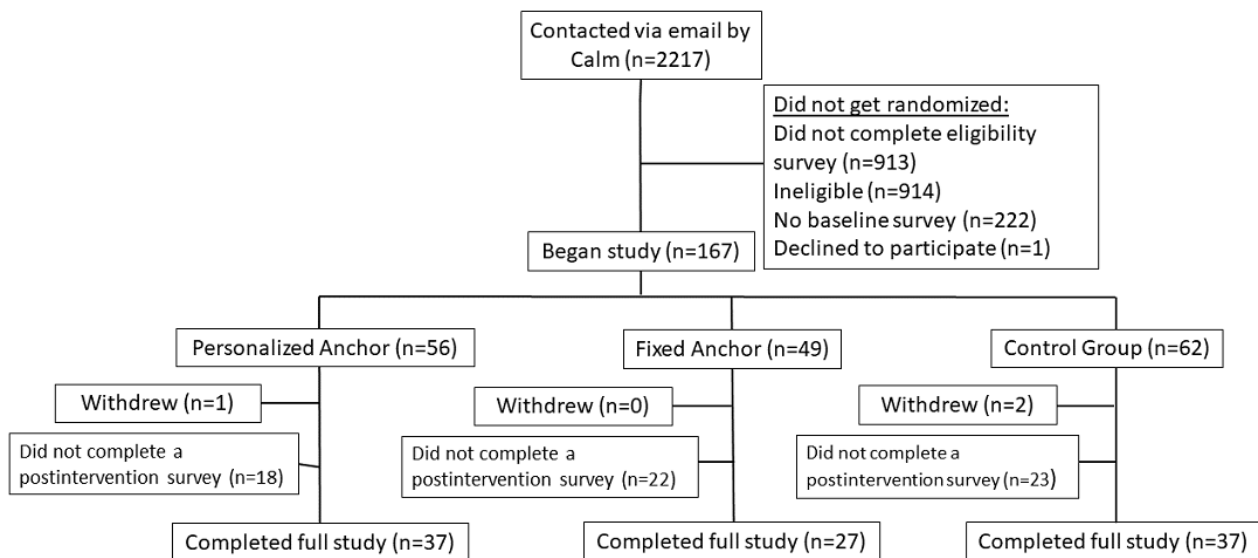 Contacted via email by
Calm (n=2217)
Did not get randomized:
Did not complete eligibility
survey (n=913)
Ineligible (n=914)
No baseline survey (n=222)
Declined to participate (n=1)
Began study (n=167)
Personalized Anchor (n=56)
Fixed Anchor (n=49)
Control Group (n=62)
Withdrew (n=1)
Withdrew (n=0)
Withdrew (n=2)
Did not complete a
postintervention survey (n=18)
Did not complete a
postintervention survey (n=22)
Did not complete a
postintervention survey (n=23)
Completed full study (n=37)
Completed full study (n=27)
Completed full study (n=37)